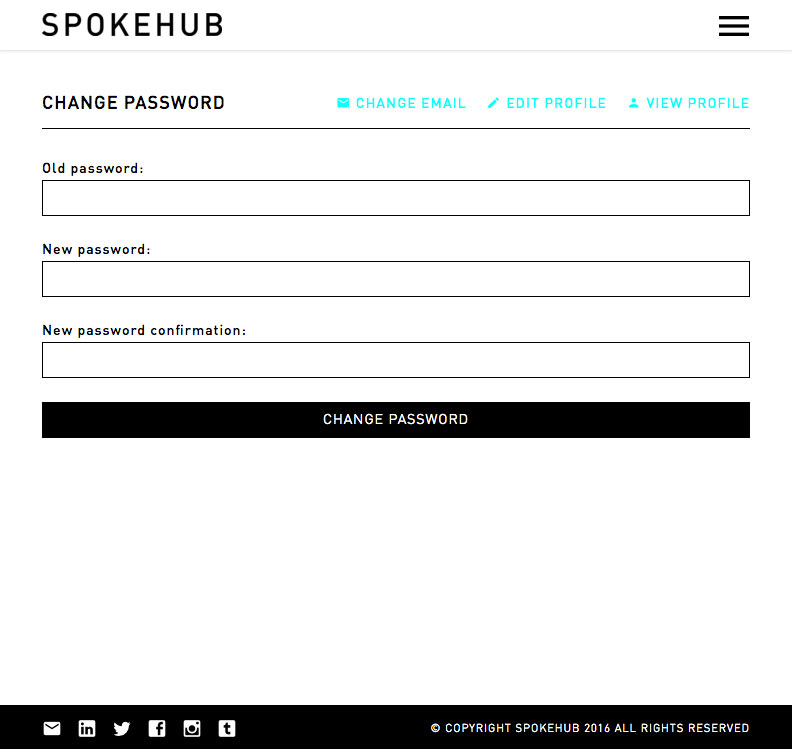 SPOKEHUB
CHANGE PASSWORD
CHANGE EMAIL
EDIT PROFILE
VIEW PROFILE
Old password:
New password:
New password confirmation:
CHANGE PASSWORD
© COPYRIGHT SPOKEHUB 2016 ALL RIGHTS RESERVED